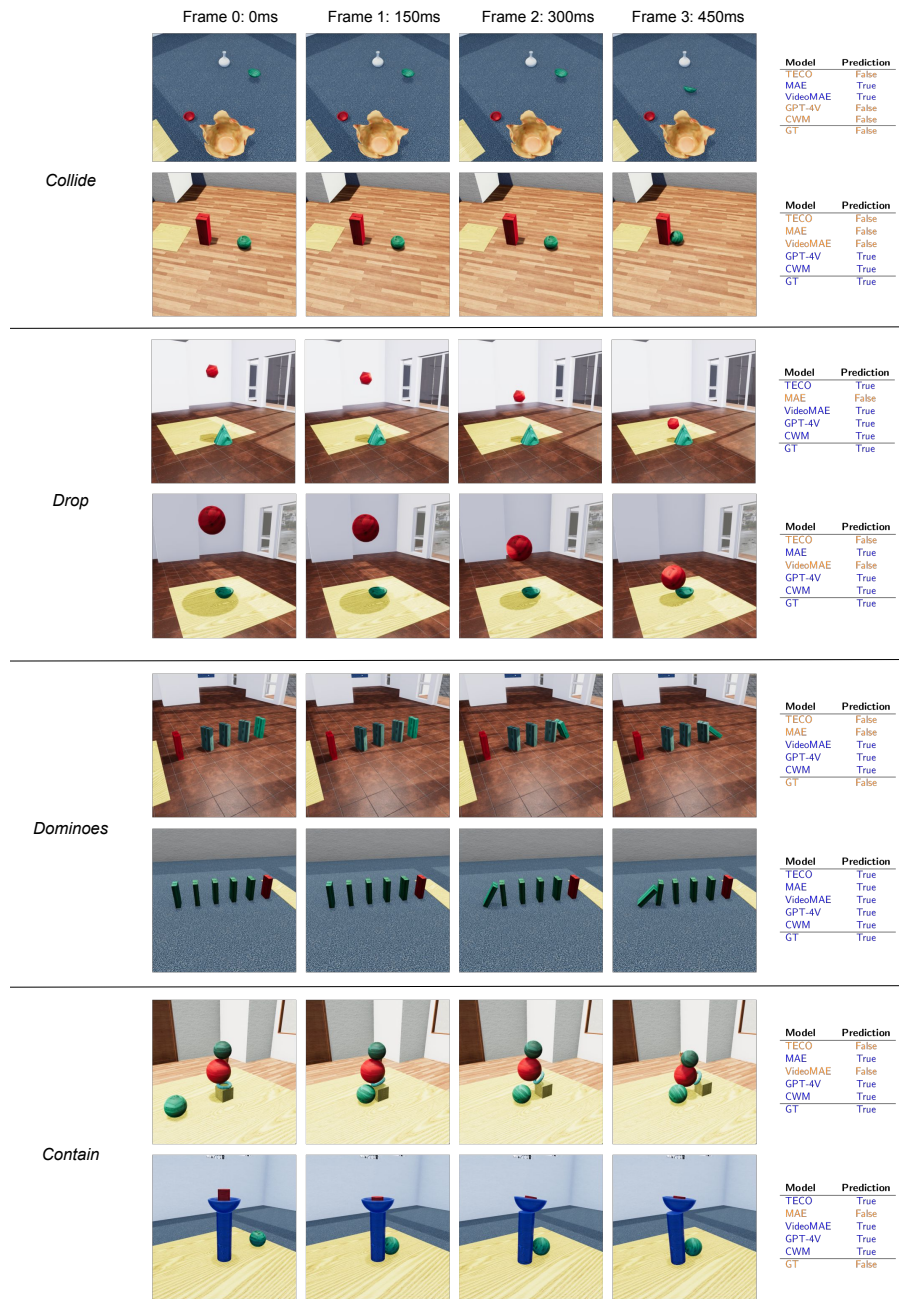 Frame 0: 0ms Frame 1: 150ms Frame 2: 300ms Frame 3: 450ms
Collide
Model Prediction
TECO False
MAE True
VideoMAE True
GPT-4V False
CWM False
GT False
Model Prediction
TECO False
MAE False
VideoMAE False
GPT-4V True
CWM True
GT True
Drop
Model Prediction
TECO True
MAE False
VideoMAE True
GPT-4V True
CWM True
GT True
Model Prediction
TECO False
MAE True
VideoMAE False
GPT-4V True
CWM True
GT True
Dominoes
Model Prediction
TECO False
MAE False
VideoMAE True
GPT-4V True
CWM True
GT False
Model Prediction
TECO True
MAE True
VideoMAE True
GPT-4V True
CWM True
GT True
Contain
Model Prediction
TECO False
MAE True
VideoMAE False
GPT-4V True
CWM True
GT True
Model Prediction
TECO True
MAE False
VideoMAE True
GPT-4V True
CWM True
GT False